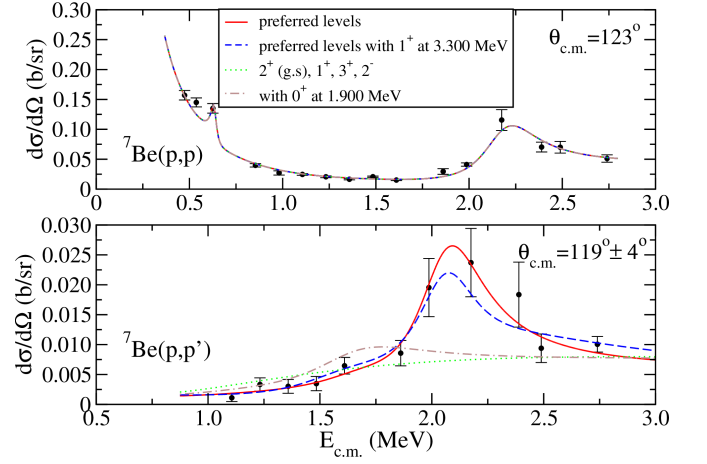 0.30
0.25
0.20
0.15
0.10
0.05
0
dσ/dΩ (b/sr)
preferred levels
preferred levels with 1⁺ at 3.300 MeV
2⁺ (g.s), 1⁺, 3⁺, 2⁻
with 0⁺ at 1.900 MeV
θc.m.=123°
⁷Be(p,p)
0.0 0.5 1.0 1.5 2.0 2.5 3.0
0.030
0.025
0.020
0.015
0.010
0.005
0
dσ/dΩ (b/sr)
θc.m.=119°± 4°
⁷Be(p,p’)
0.5 1.0 1.5 2.0 2.5 3.0
Ec.m. (MeV)